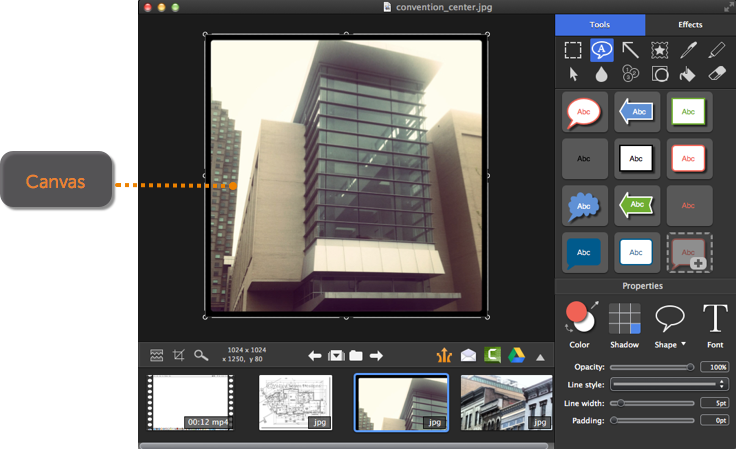 convention_center.jpg
Tools
Effects
A
Abc
Abc
Abc
Canvas
Abc
Abc
Abc
Abc
Abc
Abc
Abc
Abc
Abc
Properties
T
Color
Shadow
Shape
Font
1024 x 1024
x 1250, y 80
Opacity:
100%
Line style:
Line width:
5pt
Padding:
0pt
00:12 mp4
jpg
jpg
jpg